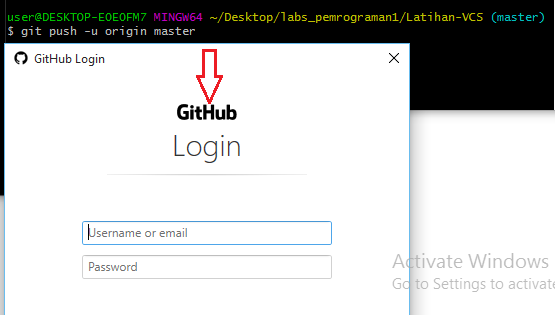 user@DESKTOP-EOEOFM7 MINGW64 ~/Desktop/labs_pemrograman1/Latihan-VCS (master)
$ git push -u origin master
GitHub Login
GitHub
Login
Username or email
Password
Activate Windows
Go to Settings to activate